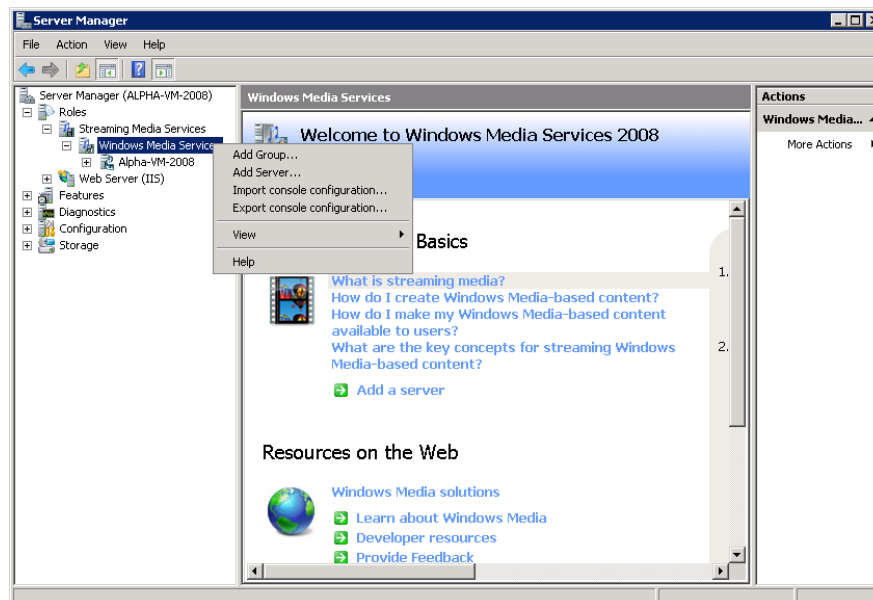 Server Manager
File Action View Help
Server Manager (ALPHA-VM-2008)
Roles
Streaming Media Services
Windows Media Service
Alpha-VM-2008
Web Server (IIS)
Features
Diagnostics
Configuration
Storage
Windows Media Services
Welcome to Windows Media Services 2008
Add Group...
Add Server...
Import console configuration...
Export console configuration...
View
Help
Basics
What is streaming media?
How do I create Windows Media-based content?
How do I make my Windows Media-based content
available to users?
What are the key concepts for streaming Windows
Media-based content?
Add a server
1.
2.
Resources on the Web
Windows Media solutions
Learn about Windows Media
Developer resources
Provide Feedback
Actions
Windows Media...
More Actions